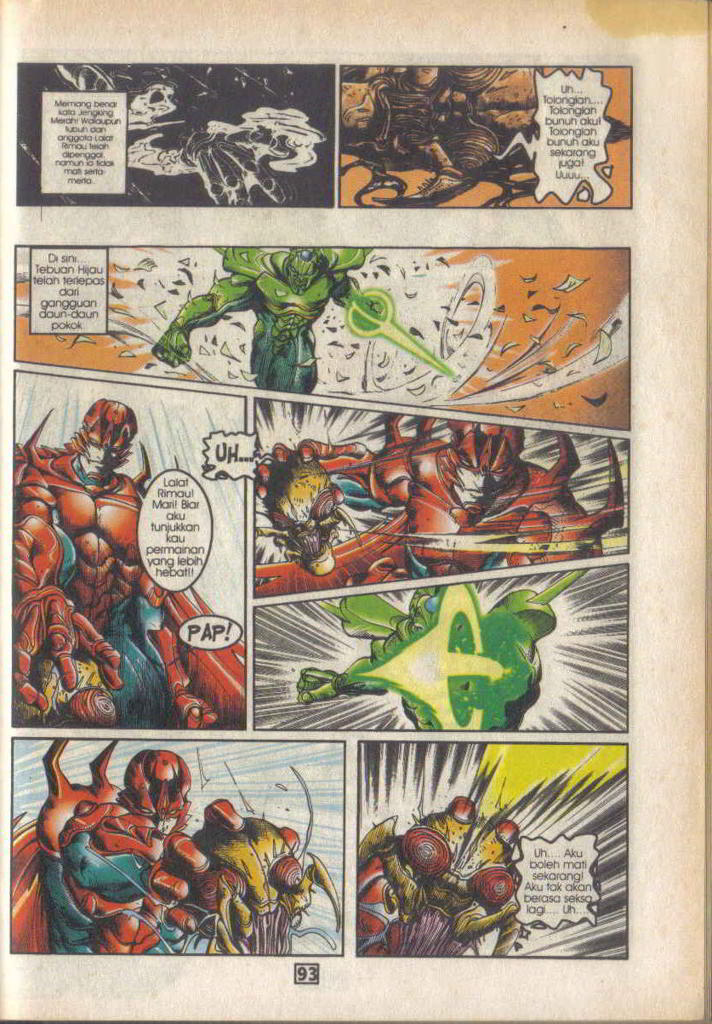 Memang benar
kata Jengking
Merah! Walaupun
tubuh dan
anggota Lalat
Rimau telah
dipenggal,
namun ia tidak
mati serta-
merta...
Uh...
Tolonglah....
Tolonglah
bunuh aku!
Tolonglah
bunuh aku
sekarang
juga!
Uuuu...
Di sini....
Tebuan Hijau
telah terlepas
dari
gangguan
daun-daun
pokok.
Lalat
Rimau!
Mari! Biar
aku
tunjukkan
kau
permainan
yang lebih
hebat!!
UH...
PAP!
Uh.... Aku
boleh mati
sekarang!
Aku tak akan
berasa seksa
lagi.... Uh...
93